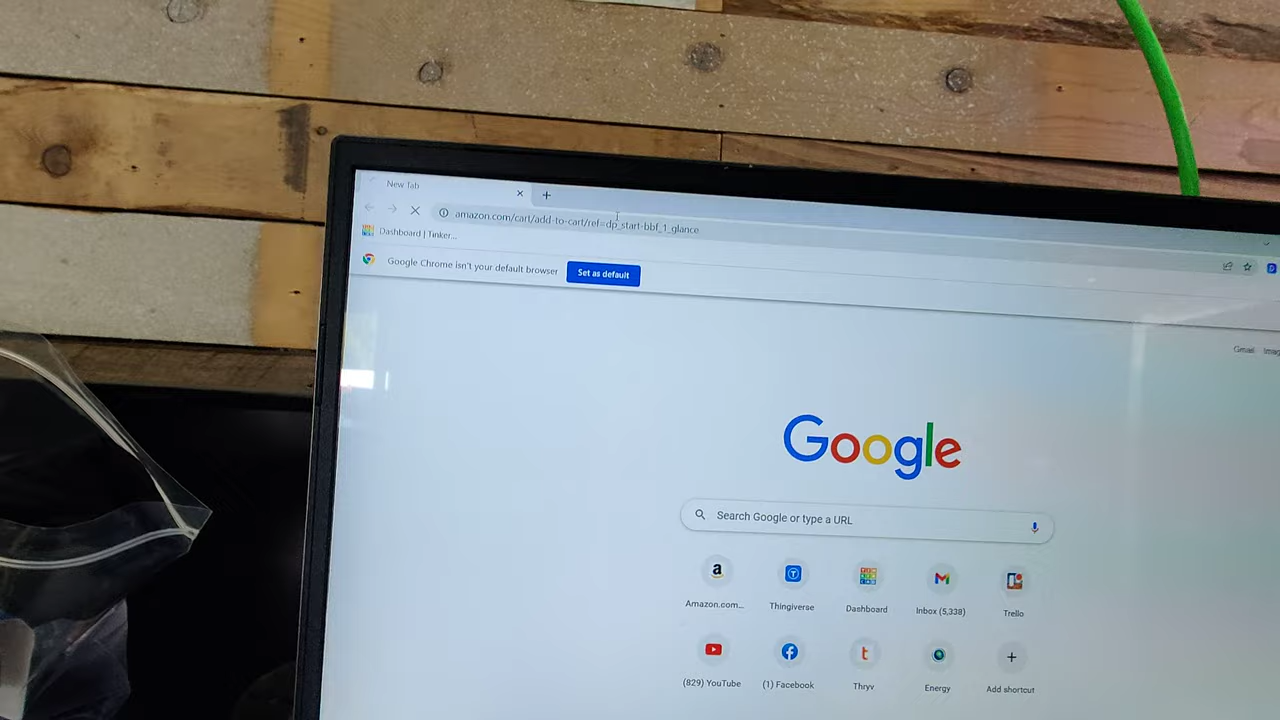 New Tab
amazon.com/cart/add-to-cart/ref=dp_start-bbf_1_glance
Dashboard | Tinker...
Google Chrome isn't your default browser Set as default
Gmail
Google
Search Google or type a URL
Amazon.com... Thingiverse Dashboard Inbox (5,338) Trello
(829) YouTube (1) Facebook Thryv Energy Add shortcut